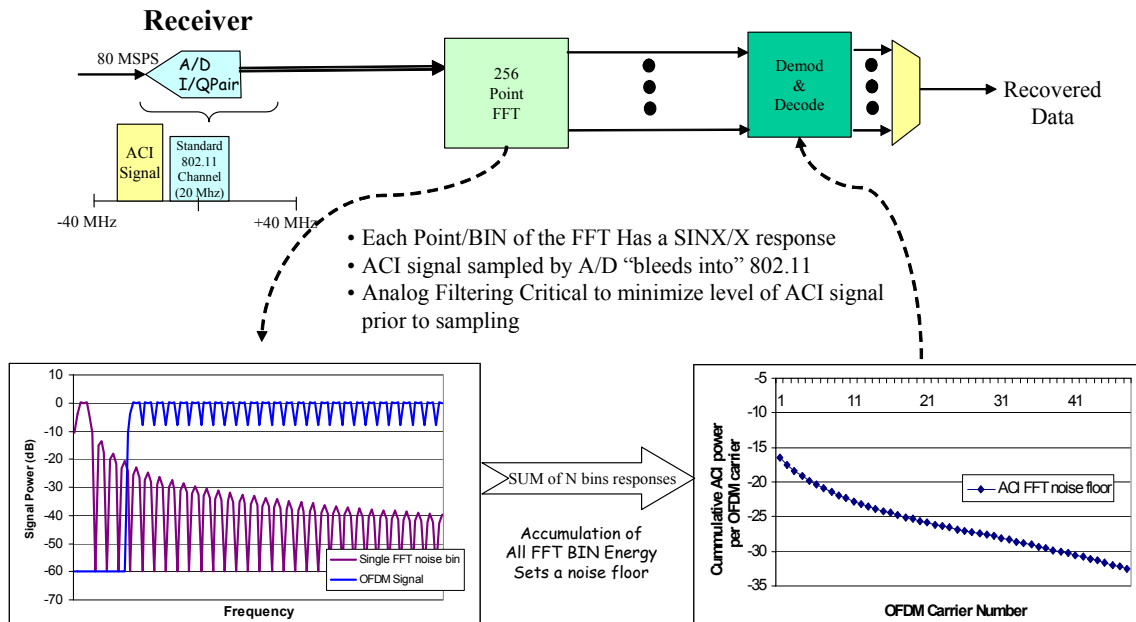 Receiver
80 MSPS
A/D
I/QPair
256
Point
FFT
Demod
&
Decode
Recovered
Data
ACI
Signal
Standard
802.11
Channel
(20 Mhz)
-40 MHz
+40 MHz
• Each Point/BIN of the FFT Has a SINX/X response
• ACI signal sampled by A/D “bleeds into” 802.11
• Analog Filtering Critical to minimize level of ACI signal
prior to sampling
10
0
-10
-20
-30
-40
-50
-60
-70
Signal Power (dB)
Single FFT noise bin
OFDM Signal
Frequency
SUM of N bins responses
Accumulation of
All FFT BIN Energy
Sets a noise floor
-5
-10
-15
-20
-25
-30
-35
1
11
21
31
41
Cummulative ACI power
per OFDM carrier
ACI FFT noise floor
OFDM Carrier Number